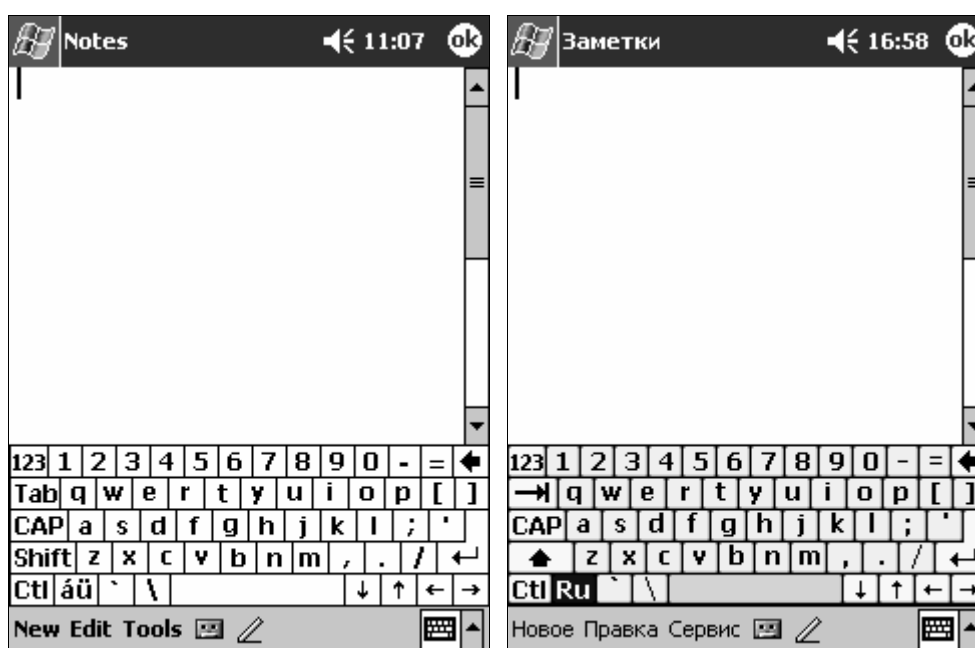 Notes 11:07 ok
123 1 2 3 4 5 6 7 8 9 0 - =
Tab q w e r t y u i o p [ ]
CAP a s d f g h j k l ; '
Shift z x c v b n m , . /
Ctl áü ` \ ↓ ↑ ← →
New Edit Tools
Заметки 16:58 ok
123 1 2 3 4 5 6 7 8 9 0 - =
q w e r t y u i o p [ ]
CAP a s d f g h j k l ; '
z x c v b n m , . /
Ctl Ru ` \ ↓ ↑ ← →
Новое Правка Сервис